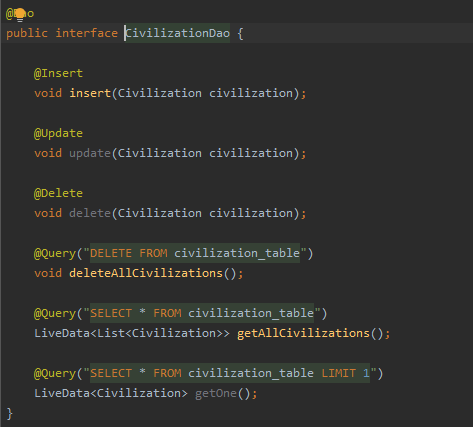 @Dao
public interface CivilizationDao {
@Insert
void insert(Civilization civilization);
@Update
void update(Civilization civilization);
@Delete
void delete(Civilization civilization);
@Query("DELETE FROM civilization_table")
void deleteAllCivilizations();
@Query("SELECT * FROM civilization_table")
LiveData<List<Civilization>> getAllCivilizations();
@Query("SELECT * FROM civilization_table LIMIT 1")
LiveData<Civilization> getOne();
}